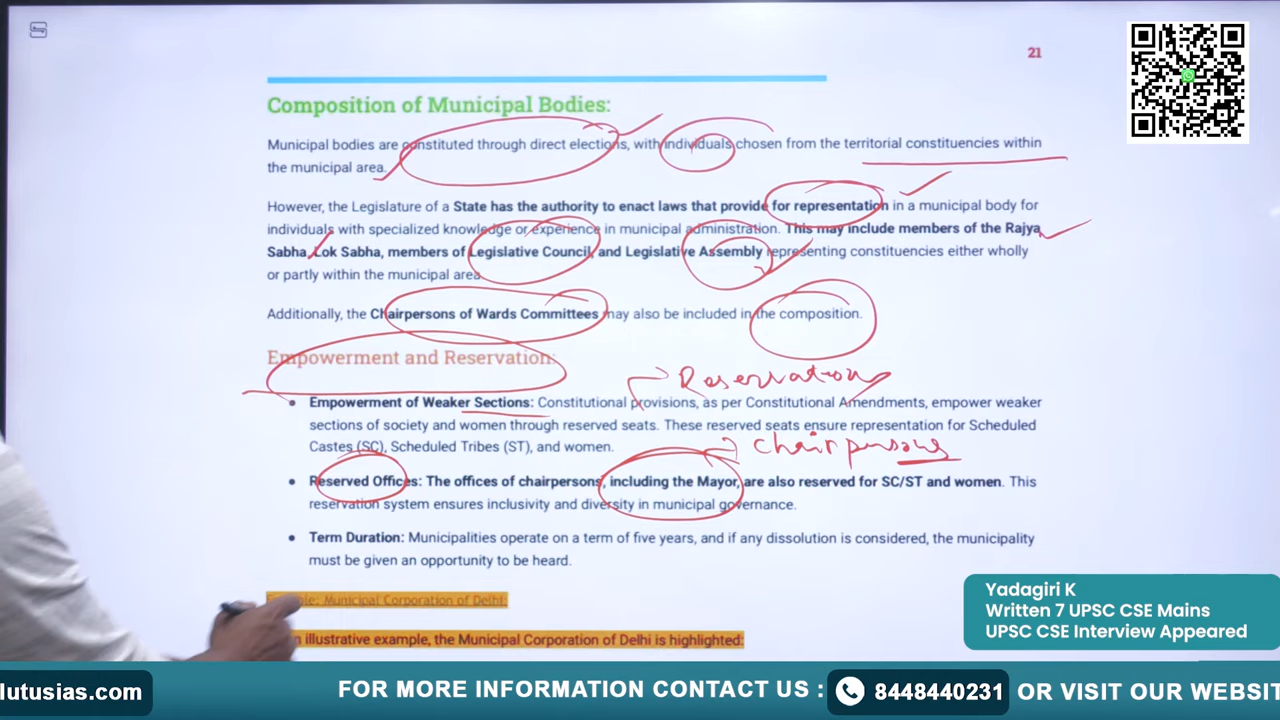 21
Composition of Municipal Bodies:
Municipal bodies are constituted through direct elections, with individuals chosen from the territorial constituencies within
the municipal area.
However, the Legislature of a State has the authority to enact laws that provide for representation in a municipal body for
individuals with specialized knowledge or experience in municipal administration. This may include members of the Rajya
Sabha, Lok Sabha, members of Legislative Council, and Legislative Assembly representing constituencies either wholly
or partly within the municipal area
Additionally, the Chairpersons of Wards Committees may also be included in the composition.
Empowerment and Reservation:
Reservation
• Empowerment of Weaker Sections: Constitutional provisions, as per Constitutional Amendments, empower weaker
sections of society and women through reserved seats. These reserved seats ensure representation for Scheduled
Castes (SC), Scheduled Tribes (ST), and women.
chairpersons
• Reserved Offices: The offices of chairpersons, including the Mayor, are also reserved for SC/ST and women. This
reservation system ensures inclusivity and diversity in municipal governance.
• Term Duration: Municipalities operate on a term of five years, and if any dissolution is considered, the municipality
must be given an opportunity to be heard.
Municipal Corporation of Delhi:
illustrative example, the Municipal Corporation of Delhi is highlighted:
Yadagiri K
Written 7 UPSC CSE Mains
UPSC CSE Interview Appeared
lutusias.com
FOR MORE INFORMATION CONTACT US : 8448440231 OR VISIT OUR WEBSIT